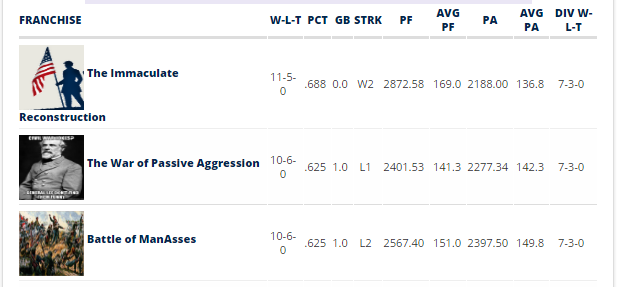 FRANCHISE W-L-T PCT GB STRK PF AVG PF PA AVG PA DIV W-L-T
The Immaculate Reconstruction 11-5-0 .688 0.0 W2 2872.58 169.0 2188.00 136.8 7-3-0
The War of Passive Aggression 10-6-0 .625 1.0 L1 2401.53 141.3 2277.34 142.3 7-3-0
Battle of ManAsses 10-6-0 .625 1.0 L2 2567.40 151.0 2397.50 149.8 7-3-0